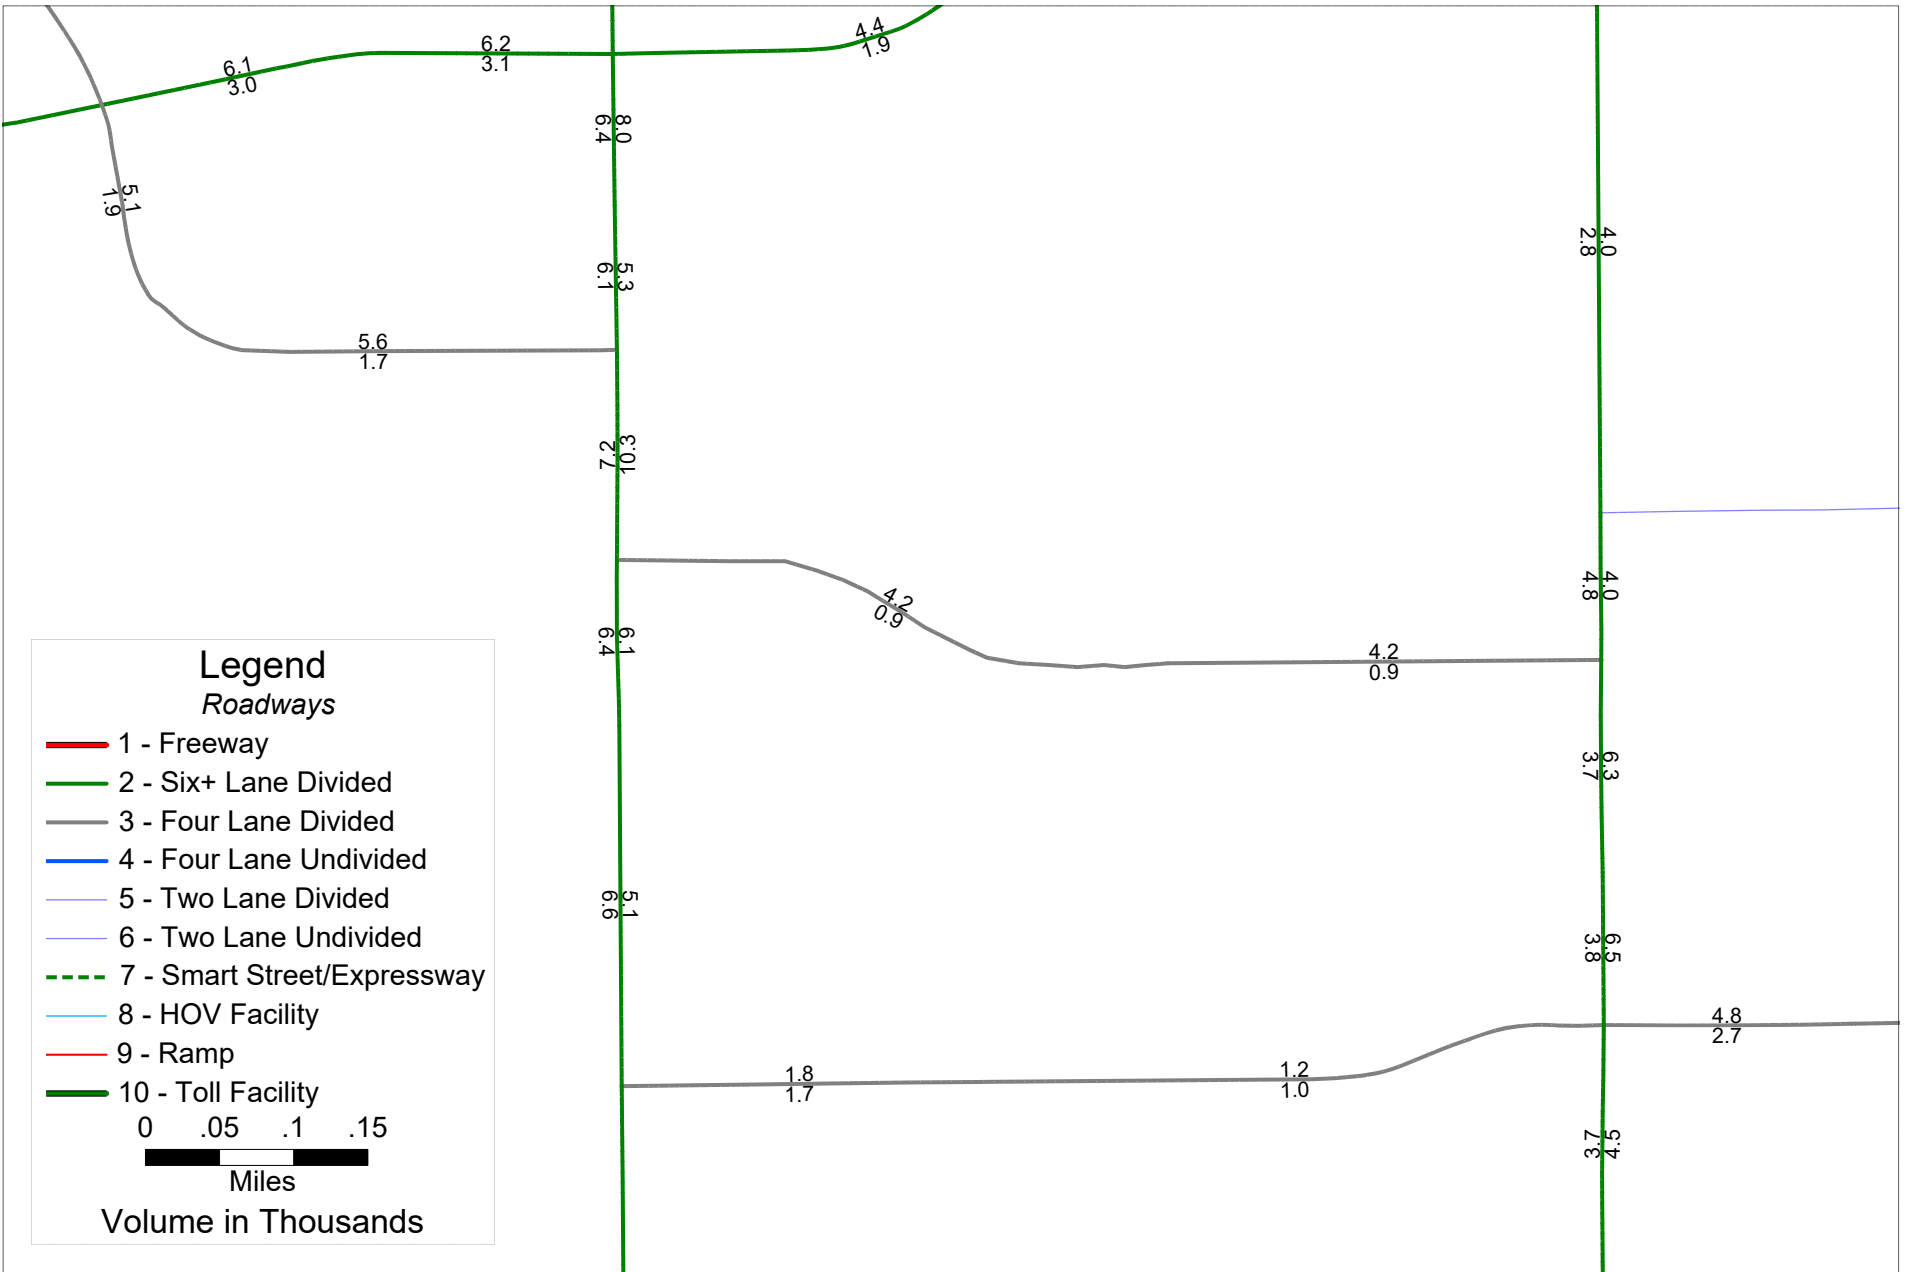 4.4
1.9
6.2
3.1
6.1
3.0
8.0
6.4
5.1
1.9
4.0
2.8
5.3
6.1
5.6
1.7
10.3
2.7
4.2
0.9
4.0
4.8
6.1
6.4
4.2
0.9
6.3
3.7
5.1
6.6
6.5
3.8
4.8
2.7
1.8
1.7
1.2
1.0
4.5
3.7
Legend
Roadways
1 - Freeway
2 - Six+ Lane Divided
3 - Four Lane Divided
4 - Four Lane Undivided
5 - Two Lane Divided
6 - Two Lane Undivided
7 - Smart Street/Expressway
8 - HOV Facility
9 - Ramp
10 - Toll Facility
0 .05 .1 .15
Miles
Volume in Thousands